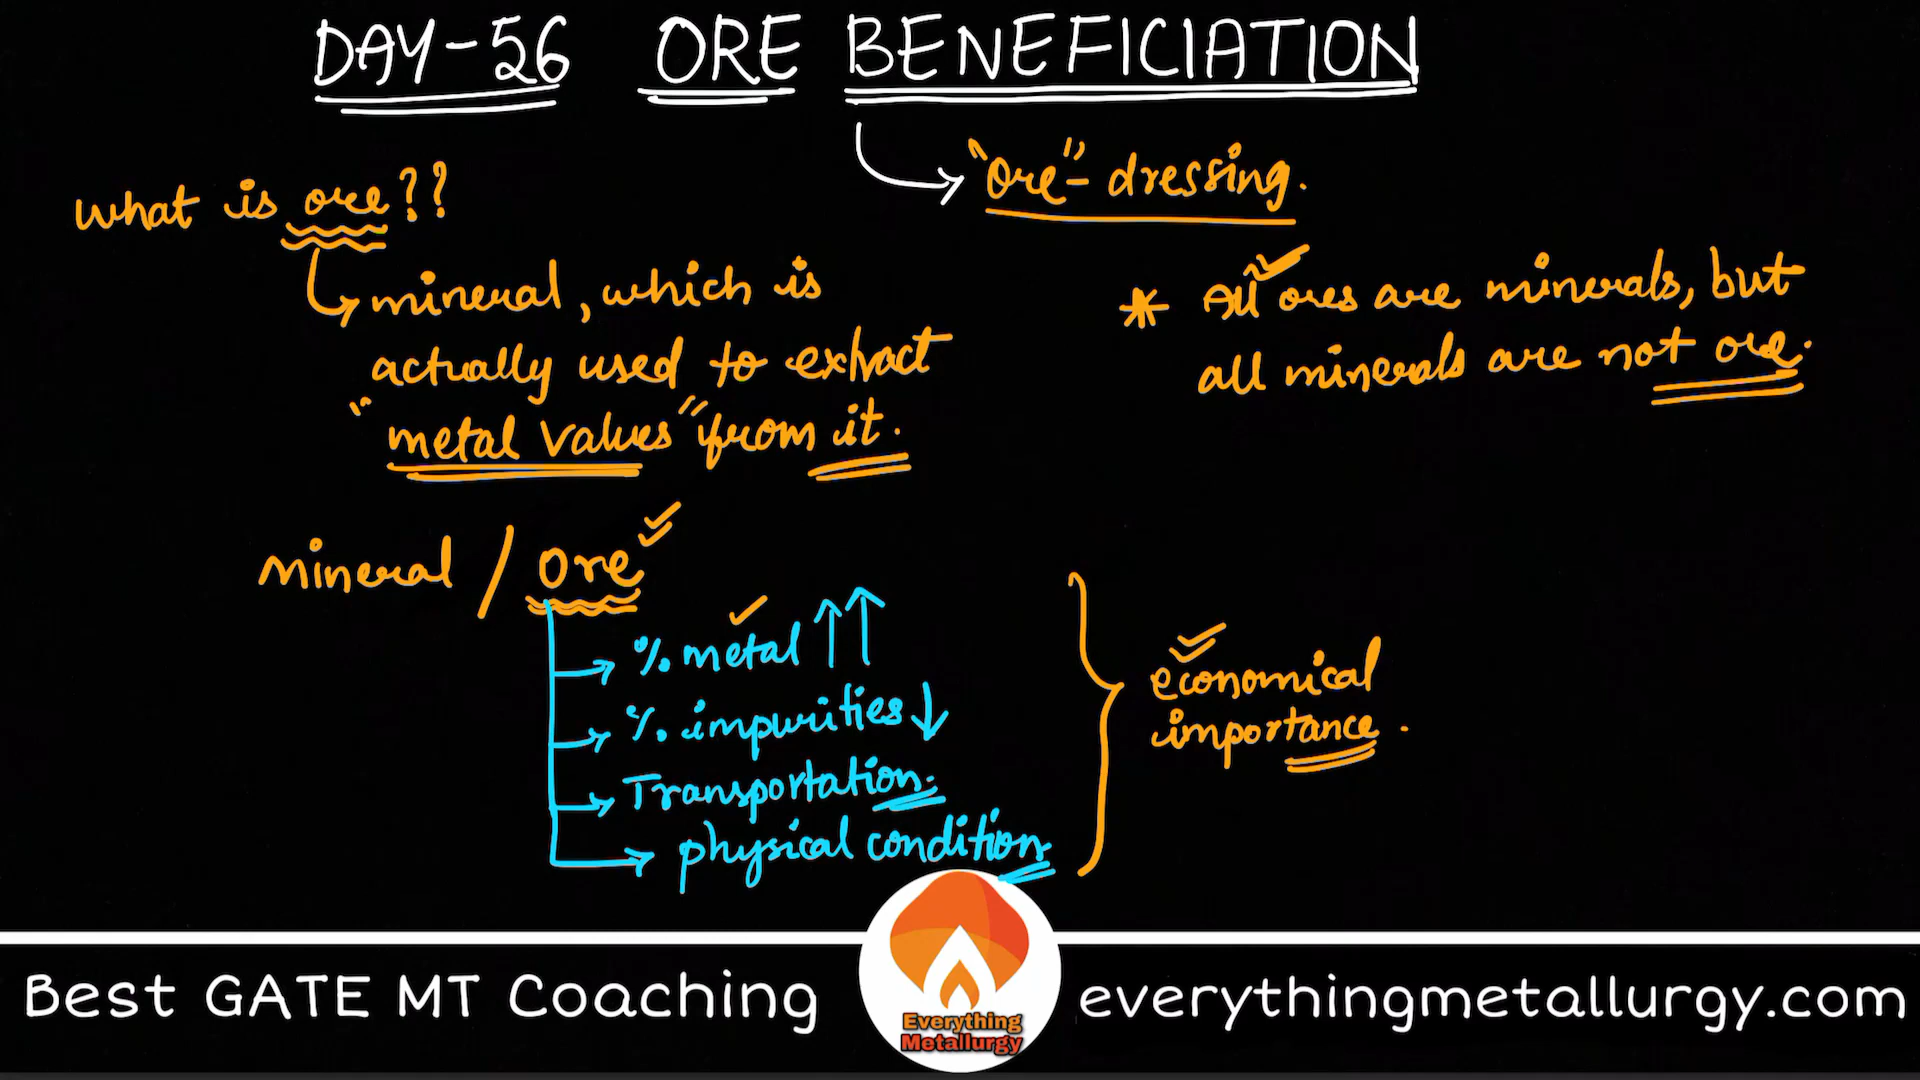 DAY-56 ORE BENEFICIATION
"Ore"- dressing.
What is ore??
mineral, which is
actually used to extract
"metal values" from it.
* All ores are minerals, but
all minerals are not ore.
mineral / Ore
% metal ↑↑
% impurities ↓
Transportation.
physical condition
economical
importance.
Best GATE MT Coaching
Everything
Metallurgy
everythingmetallurgy.com